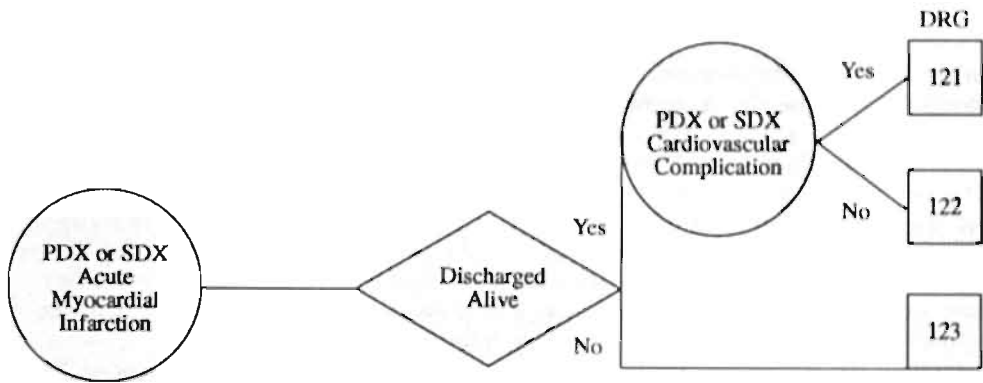 DRG
Yes
121
PDX or SDX
Cardiovascular
Complication
No
122
PDX or SDX
Acute
Myocardial
Infarction
Yes
Discharged
Alive
No
123